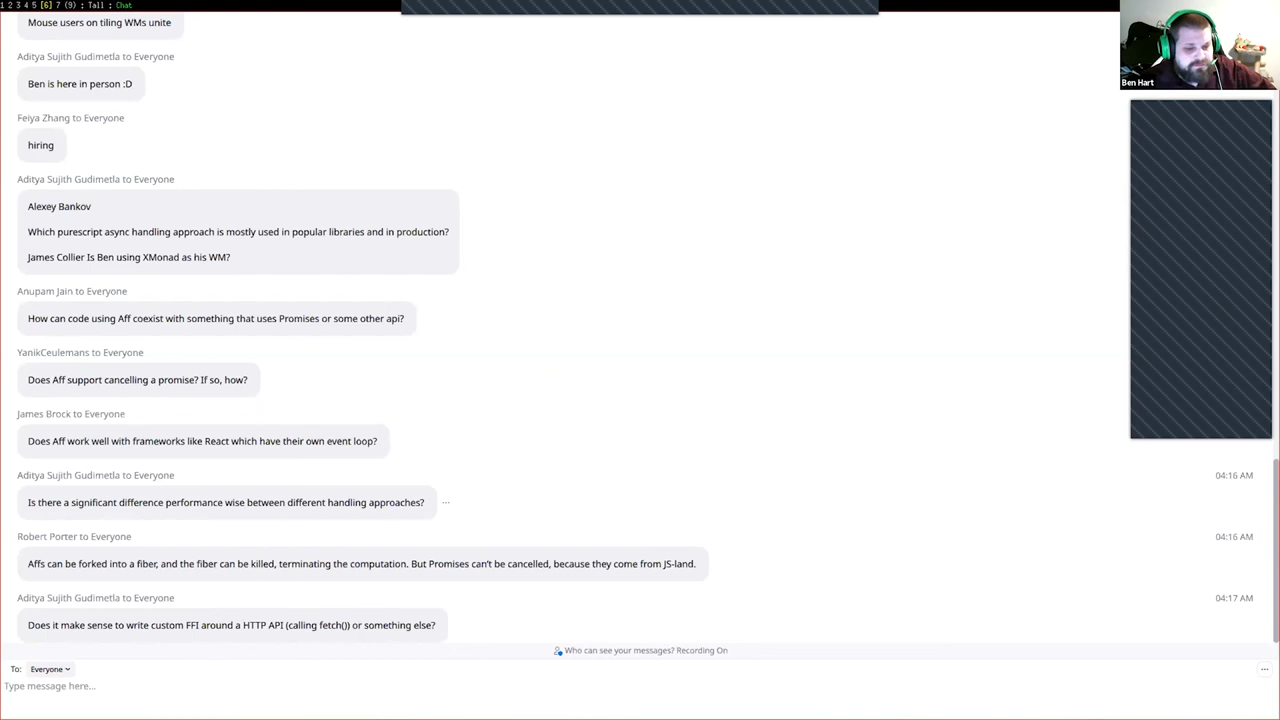 1 2 3 4 5 [6] 7 (9) : Tall : Chat
Mouse users on tiling WMs unite
Aditya Sujith Gudimetla to Everyone
Ben is here in person :D
Feiya Zhang to Everyone
hiring
Aditya Sujith Gudimetla to Everyone
Alexey Bankov
Which purescript async handling approach is mostly used in popular libraries and in production?
James Collier Is Ben using XMonad as his WM?
Anupam Jain to Everyone
How can code using Aff coexist with something that uses Promises or some other api?
YanikCeulemans to Everyone
Does Aff support cancelling a promise? If so, how?
James Brock to Everyone
Does Aff work well with frameworks like React which have their own event loop?
Aditya Sujith Gudimetla to Everyone 04:16 AM
Is there a significant difference performance wise between different handling approaches? ...
Robert Porter to Everyone 04:16 AM
Affs can be forked into a fiber, and the fiber can be killed, terminating the computation. But Promises can't be cancelled, because they come from JS-land.
Aditya Sujith Gudimetla to Everyone 04:17 AM
Does it make sense to write custom FFI around a HTTP API (calling fetch()) or something else?
Who can see your messages? Recording On
To: Everyone
Type message here...
Ben Hart